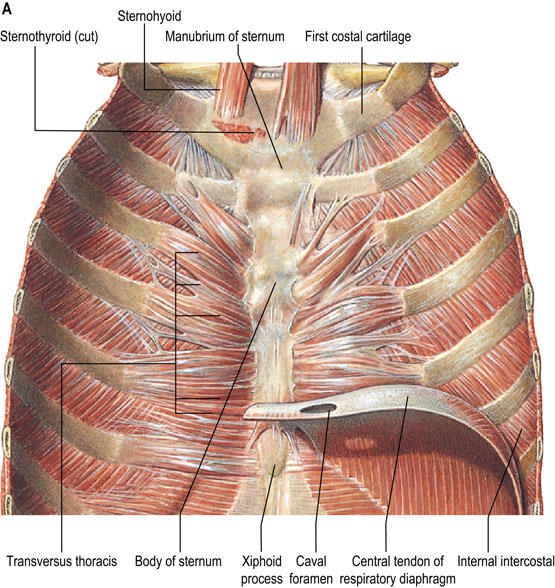 A
Sternohyoid
Sternothyroid (cut)
Manubrium of sternum
First costal cartilage
Transversus thoracis
Body of sternum
Xiphoid
process
Caval
foramen
Central tendon of
respiratory diaphragm
Internal intercostal